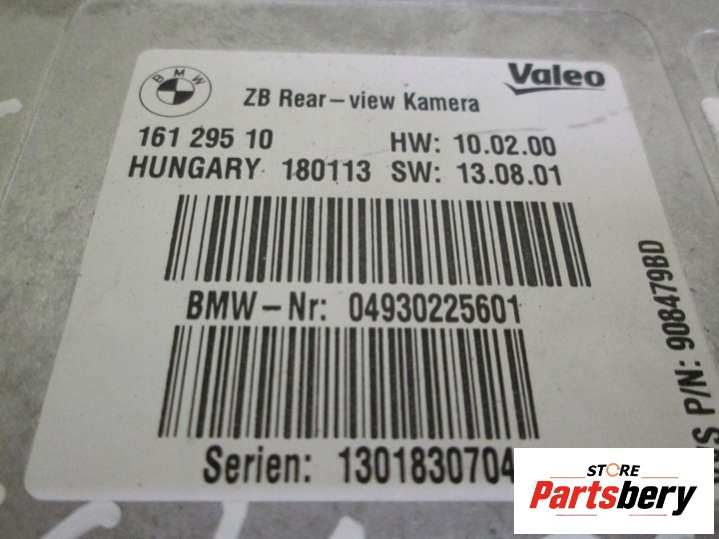 BMW
Valeo
ZB Rear-view Kamera
161 295 10 HW: 10.02.00
HUNGARY 180113 SW: 13.08.01
BMW-Nr: 04930225601
Serien: 1301830704
P/N: 908479BD
STORE
Partsbery